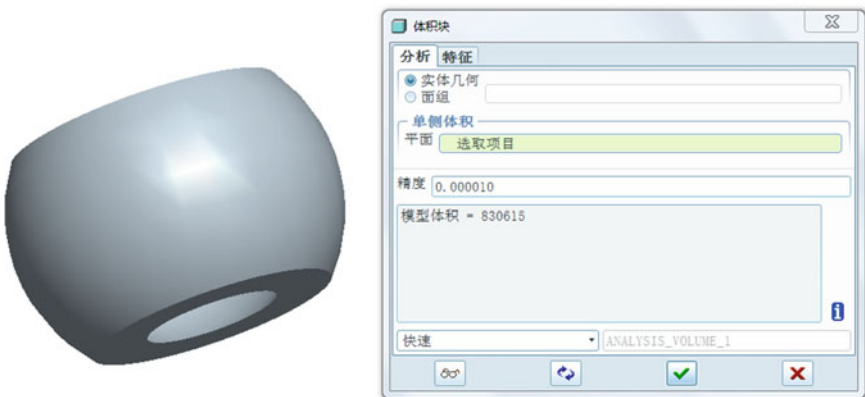 体积块
分析 特征
实体几何
面组
单侧体积
平面 选取项目
精度 0.000010
模型体积 = 830615
快速 ANALYSIS_VOLUME_1